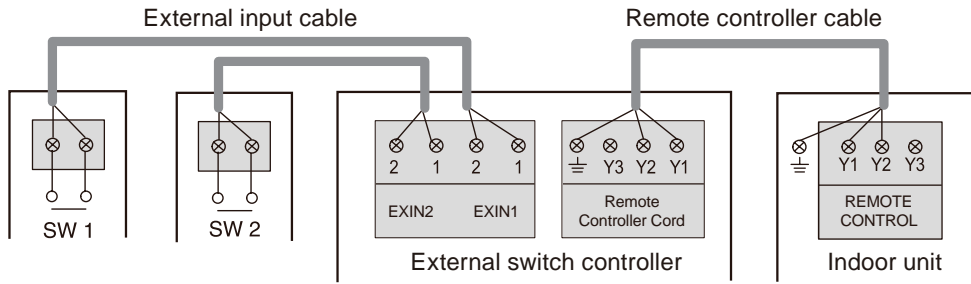 External input cable
Remote controller cable
2 1 2 1
Y3 Y2 Y1
Y1 Y2 Y3
EXIN2 EXIN1
Remote
Controller Cord
REMOTE
CONTROL
SW 1
SW 2
External switch controller
Indoor unit